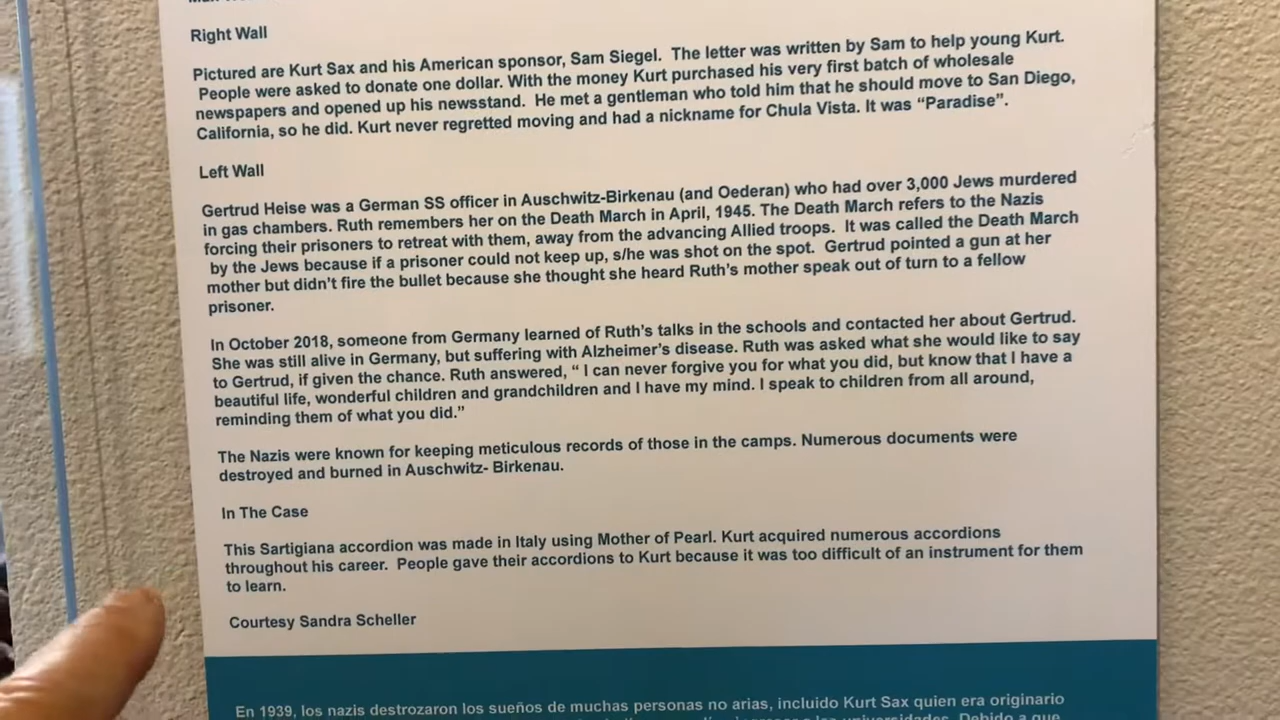 Right Wall
Pictured are Kurt Sax and his American sponsor, Sam Siegel. The letter was written by Sam to help young Kurt.
People were asked to donate one dollar. With the money Kurt purchased his very first batch of wholesale
newspapers and opened up his newsstand. He met a gentleman who told him that he should move to San Diego,
California, so he did. Kurt never regretted moving and had a nickname for Chula Vista. It was “Paradise”.
Left Wall
Gertrud Heise was a German SS officer in Auschwitz-Birkenau (and Oederan) who had over 3,000 Jews murdered
in gas chambers. Ruth remembers her on the Death March in April, 1945. The Death March refers to the Nazis
forcing their prisoners to retreat with them, away from the advancing Allied troops. It was called the Death March
by the Jews because if a prisoner could not keep up, s/he was shot on the spot. Gertrud pointed a gun at her
mother but didn’t fire the bullet because she thought she heard Ruth’s mother speak out of turn to a fellow
prisoner.
In October 2018, someone from Germany learned of Ruth’s talks in the schools and contacted her about Gertrud.
She was still alive in Germany, but suffering with Alzheimer’s disease. Ruth was asked what she would like to say
to Gertrud, if given the chance. Ruth answered, “ I can never forgive you for what you did, but know that I have a
beautiful life, wonderful children and grandchildren and I have my mind. I speak to children from all around,
reminding them of what you did.”
The Nazis were known for keeping meticulous records of those in the camps. Numerous documents were
destroyed and burned in Auschwitz- Birkenau.
In The Case
This Sartigiana accordion was made in Italy using Mother of Pearl. Kurt acquired numerous accordions
throughout his career. People gave their accordions to Kurt because it was too difficult of an instrument for them
to learn.
Courtesy Sandra Scheller
En 1939, los nazis destrozaron los sueños de muchas personas no arias, incluido Kurt Sax quien era originario
universidades. Debido a que